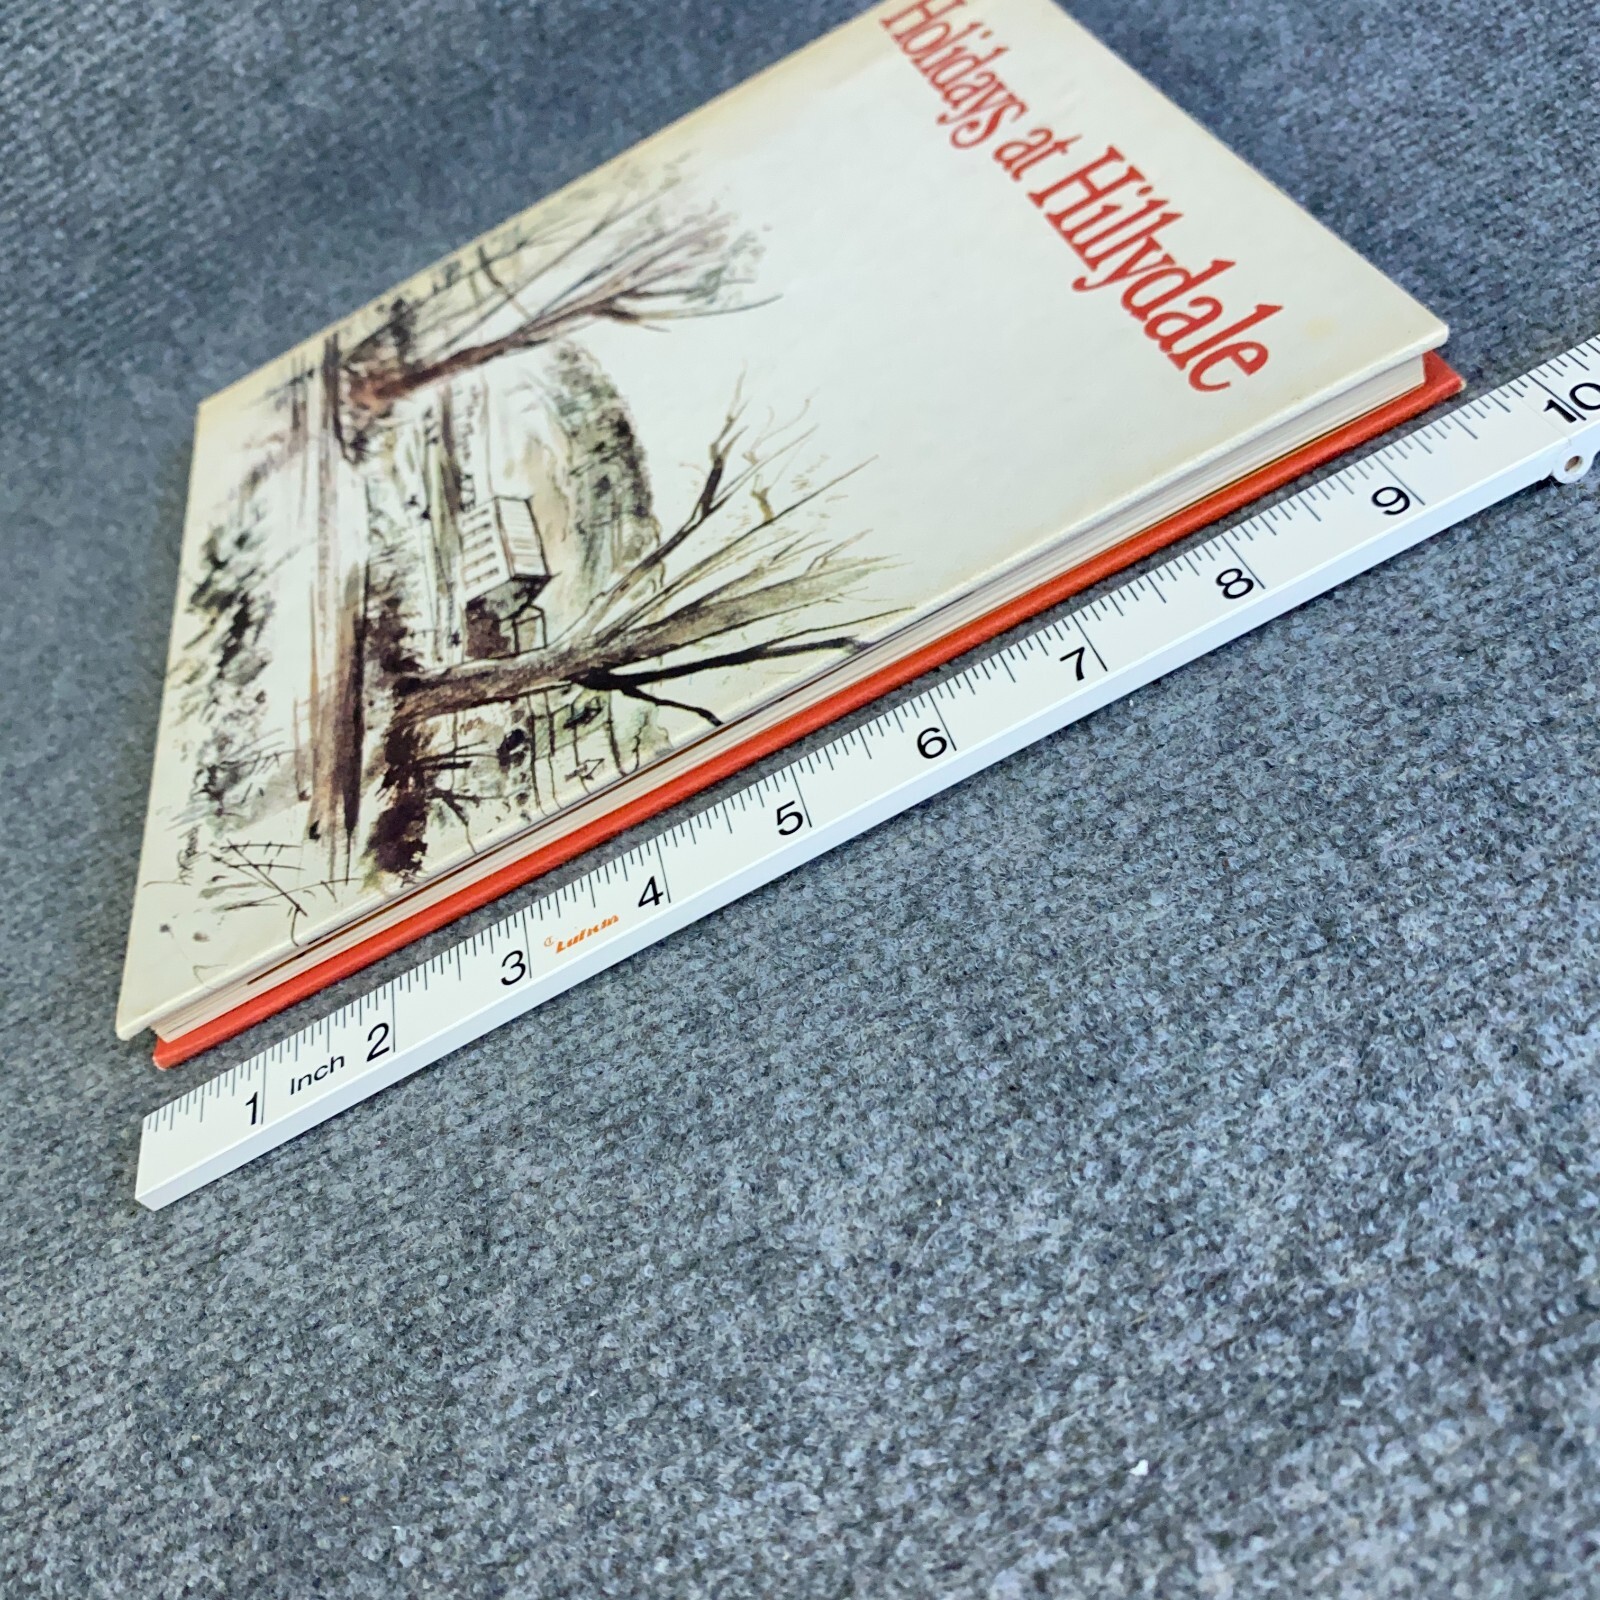 Holidays at Hillydale
1 Inch 2 3 Lufkin 4 5 6 7 8 9 10